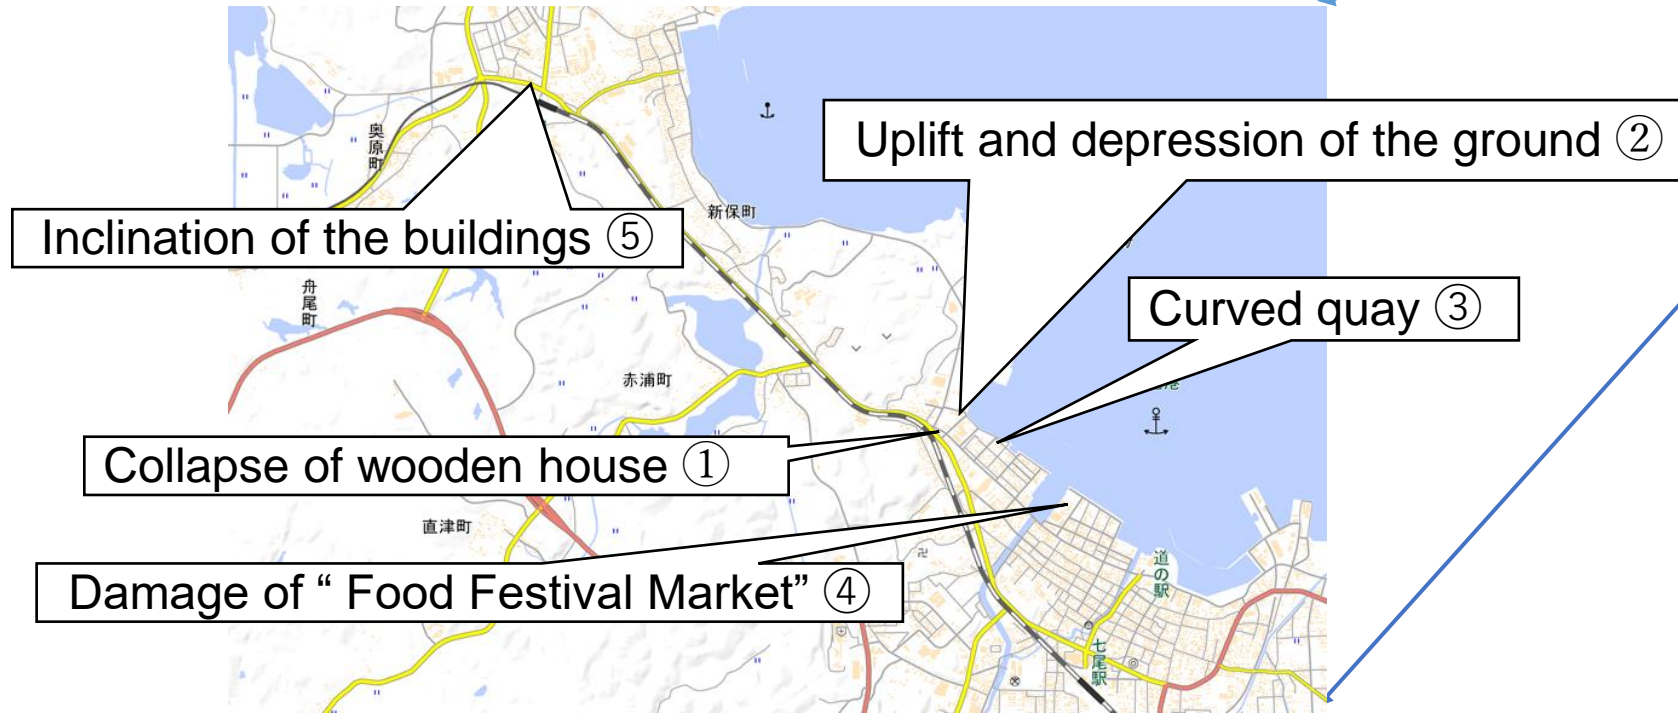 奥原町
Uplift and depression of the ground ②
新保町
Inclination of the buildings ⑤
舟尾町
Curved quay ③
赤浦町
Collapse of wooden house ①
直津町
道の駅
Damage of “ Food Festival Market” ④
七尾駅